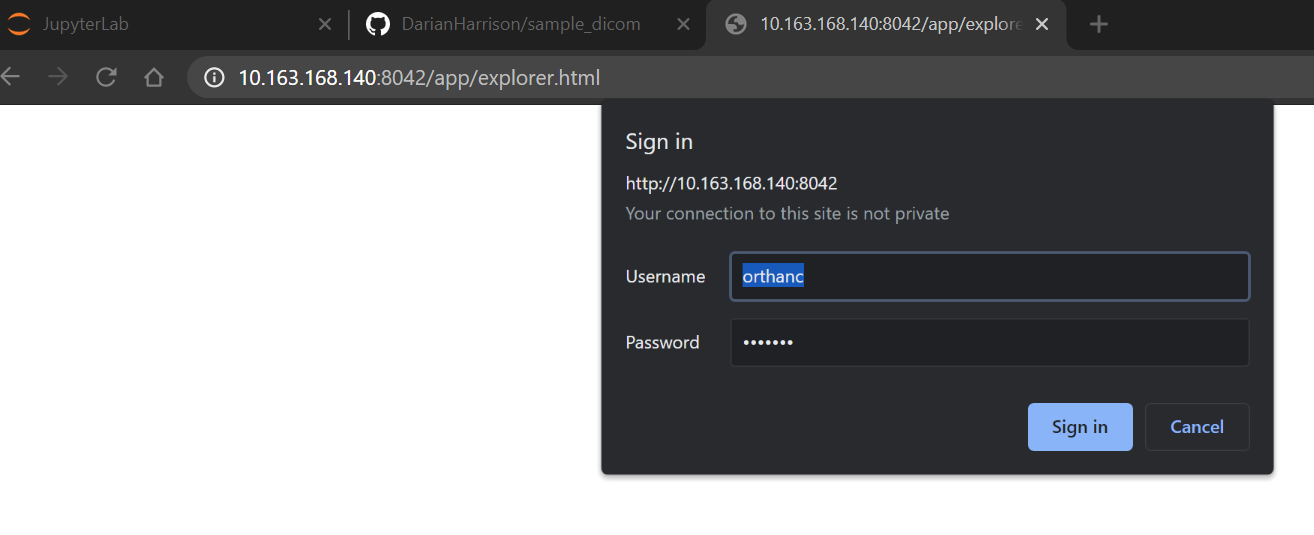 JupyterLab
DarianHarrison/sample_dicom
10.163.168.140:8042/app/explore
10.163.168.140:8042/app/explorer.html
Sign in
http://10.163.168.140:8042
Your connection to this site is not private
Username orthanc
Password •••••••
Sign in Cancel